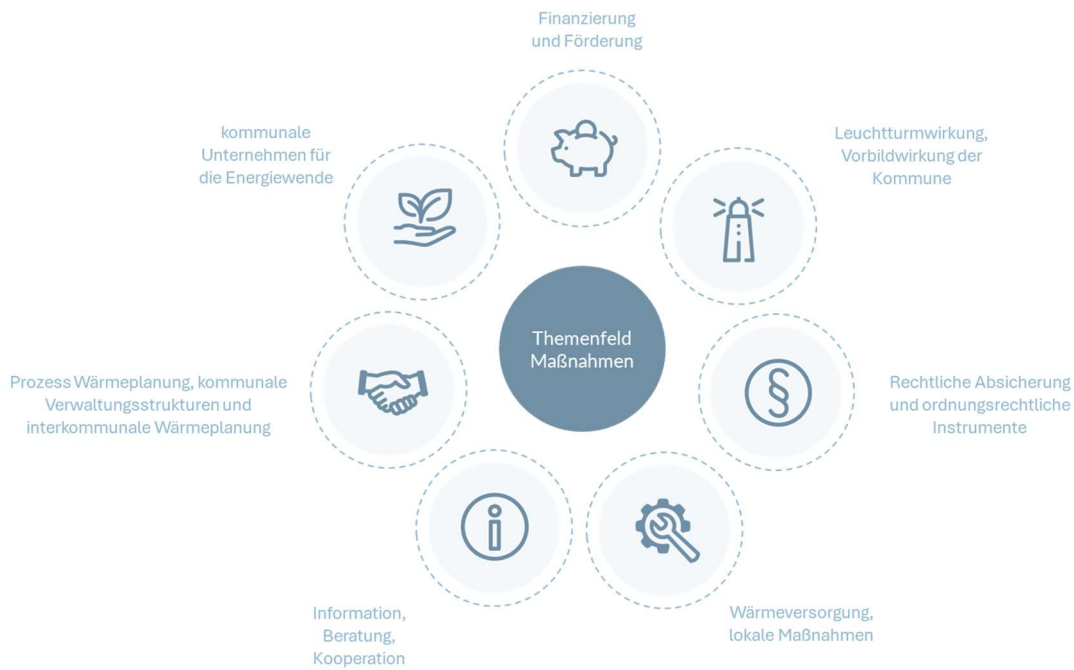 Finanzierung
und Förderung
kommunale
Unternehmen für
die Energiewende
Leuchtturmwirkung,
Vorbildwirkung der
Kommune
Themenfeld
Maßnahmen
Prozess Wärmeplanung, kommunale
Verwaltungsstrukturen und
interkommunale Wärmeplanung
Rechtliche Absicherung
und ordnungsrechtliche
Instrumente
Information,
Beratung,
Kooperation
Wärmeversorgung,
lokale Maßnahmen